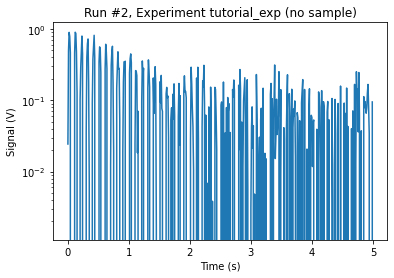 Run #2, Experiment tutorial_exp (no sample)
Signal (V)
10⁰
10⁻¹
10⁻²
0 1 2 3 4 5
Time (s)